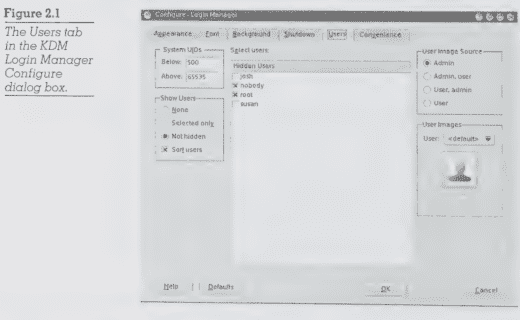 Figure 2.1
The Users tab
in the KDM
Login Manager
Configure
dialog box.
Configure - Login Manager
Appearance Font Background Shutdown Users Convenience
System UIDs
Below: 500
Above: 65535
Show Users
None
Selected only
Not hidden
Sort users
Select users:
Hidden Users
josh
nobody
root
susan
User Image Source
Admin
Admin, user
User, admin
User
User Images
User: <default>
Help Defaults OK Cancel